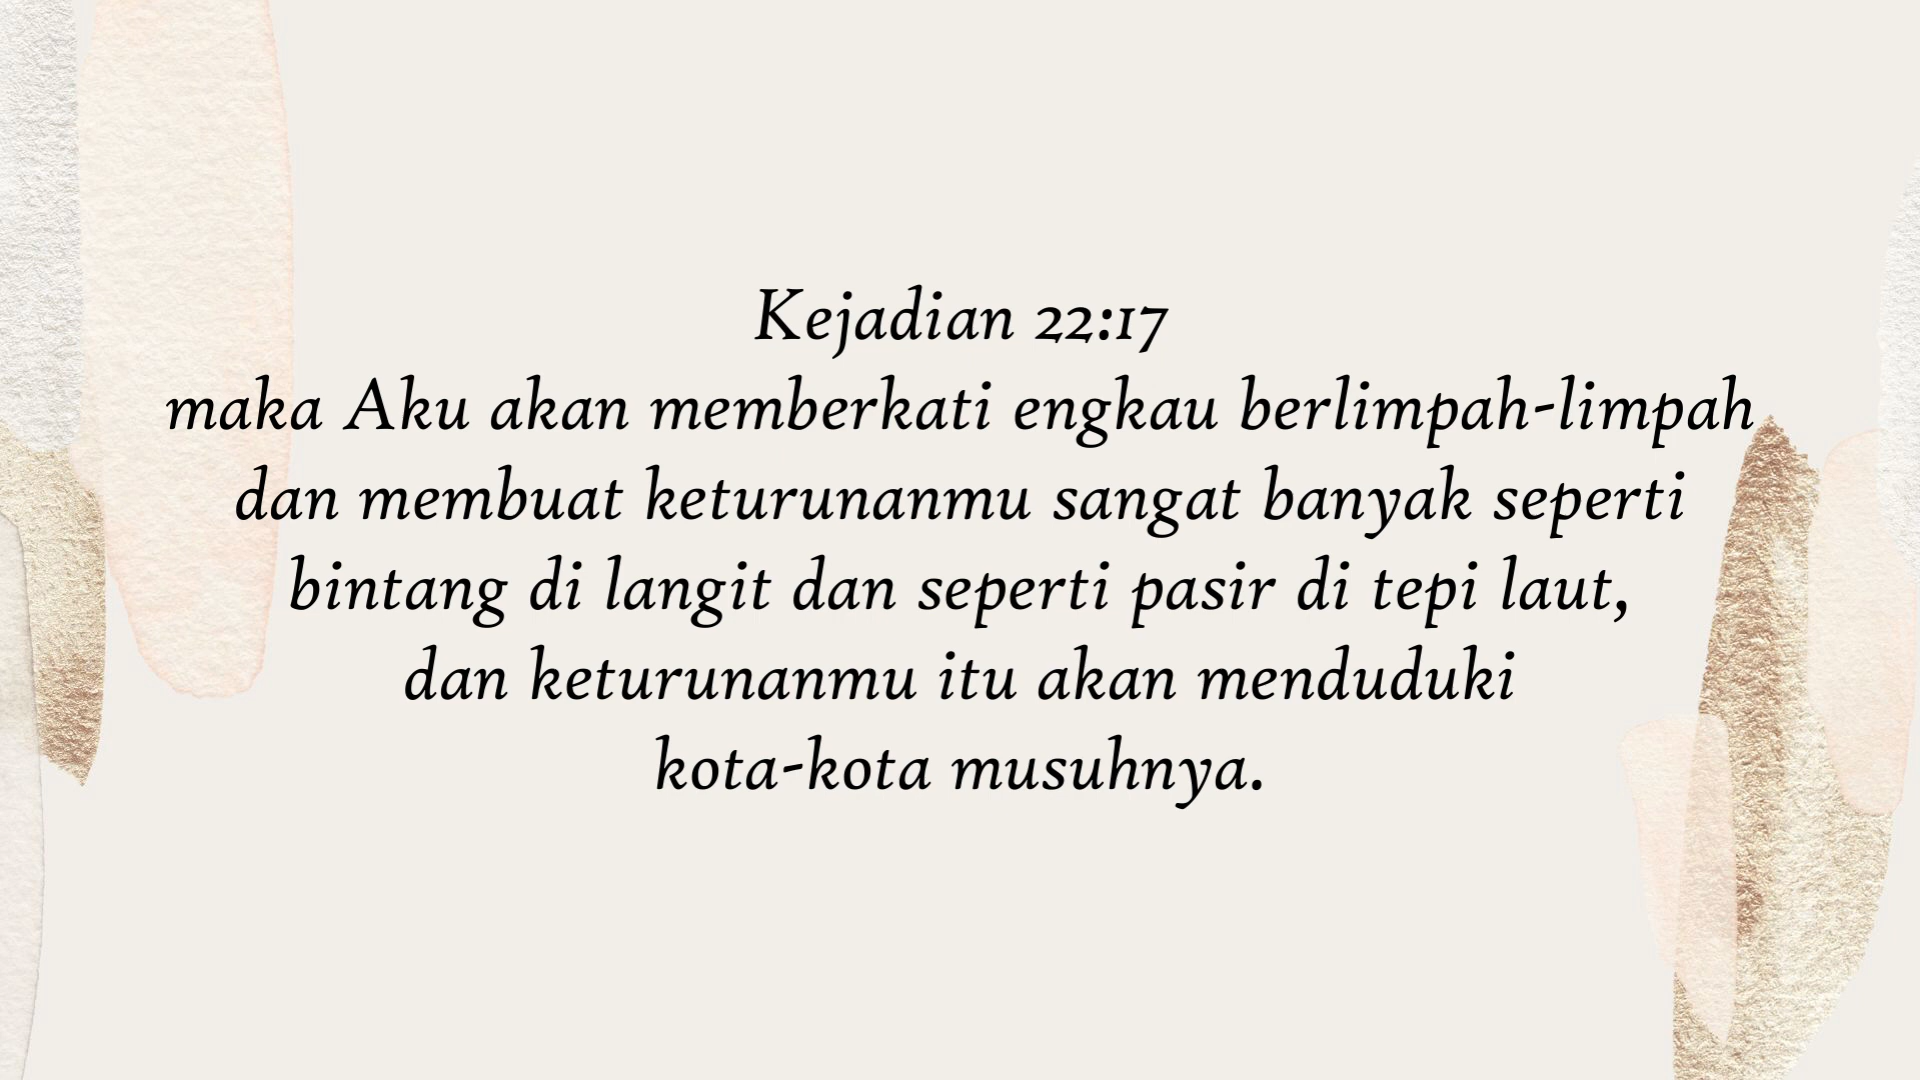 Kejadian 22:17
maka Aku akan memberkati engkau berlimpah-limpah
dan membuat keturunanmu sangat banyak seperti
bintang di langit dan seperti pasir di tepi laut,
dan keturunanmu itu akan menduduki
kota-kota musuhnya.